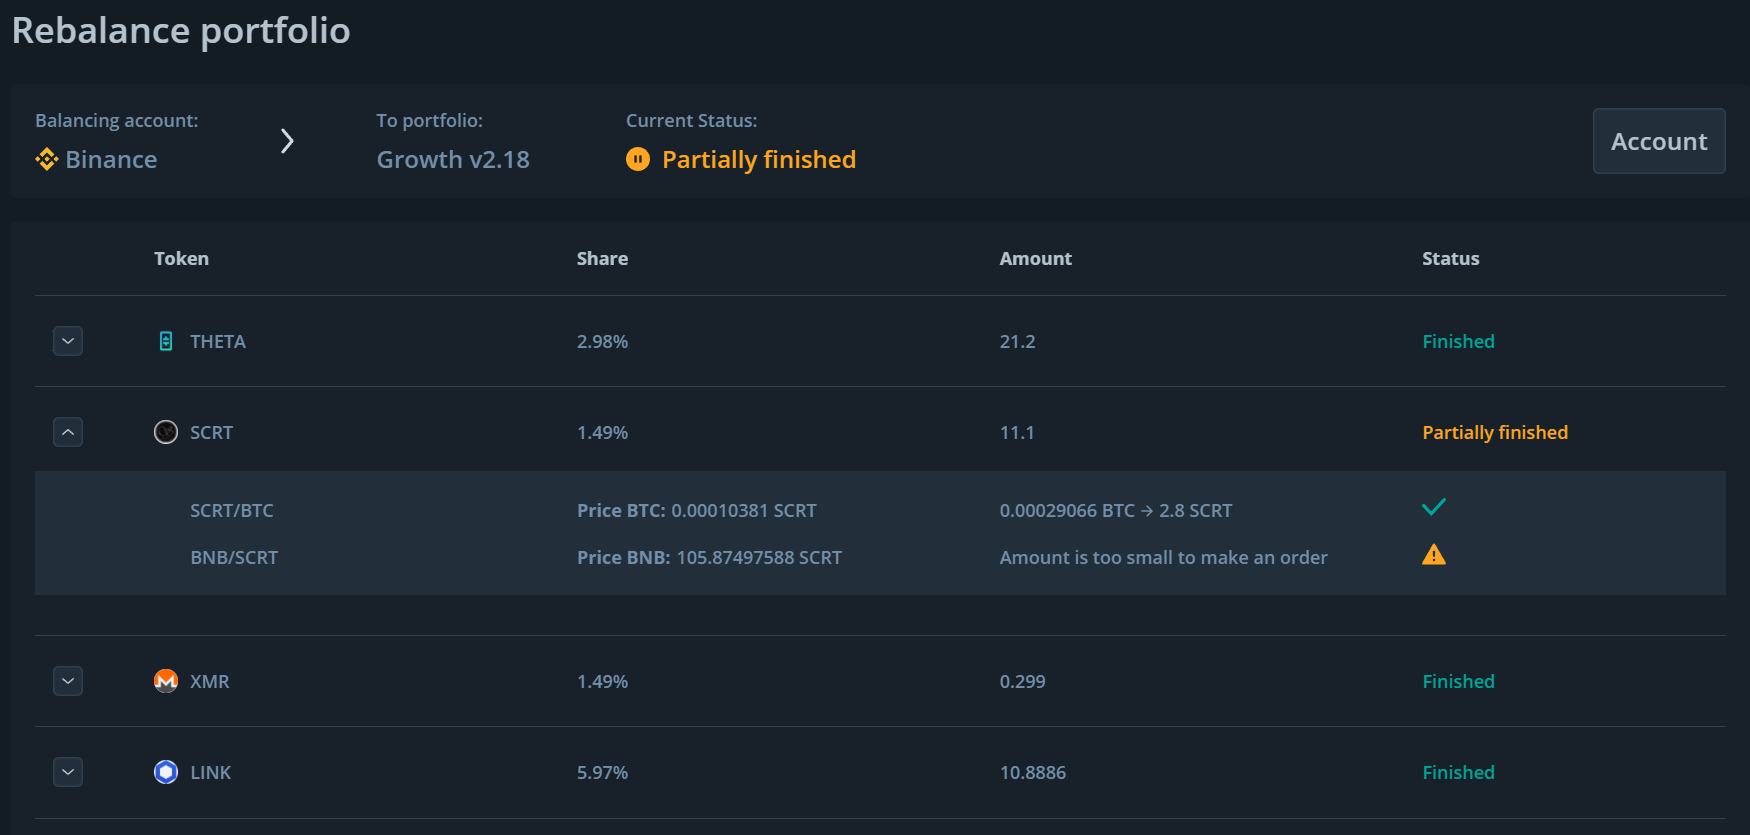 Rebalance portfolio
Balancing account: To portfolio: Current Status:
Binance Growth v2.18 Partially finished Account
Token Share Amount Status
THETA 2.98% 21.2 Finished
SCRT 1.49% 11.1 Partially finished
SCRT/BTC Price BTC: 0.00010381 SCRT 0.00029066 BTC → 2.8 SCRT
BNB/SCRT Price BNB: 105.87497588 SCRT Amount is too small to make an order
XMR 1.49% 0.299 Finished
LINK 5.97% 10.8886 Finished